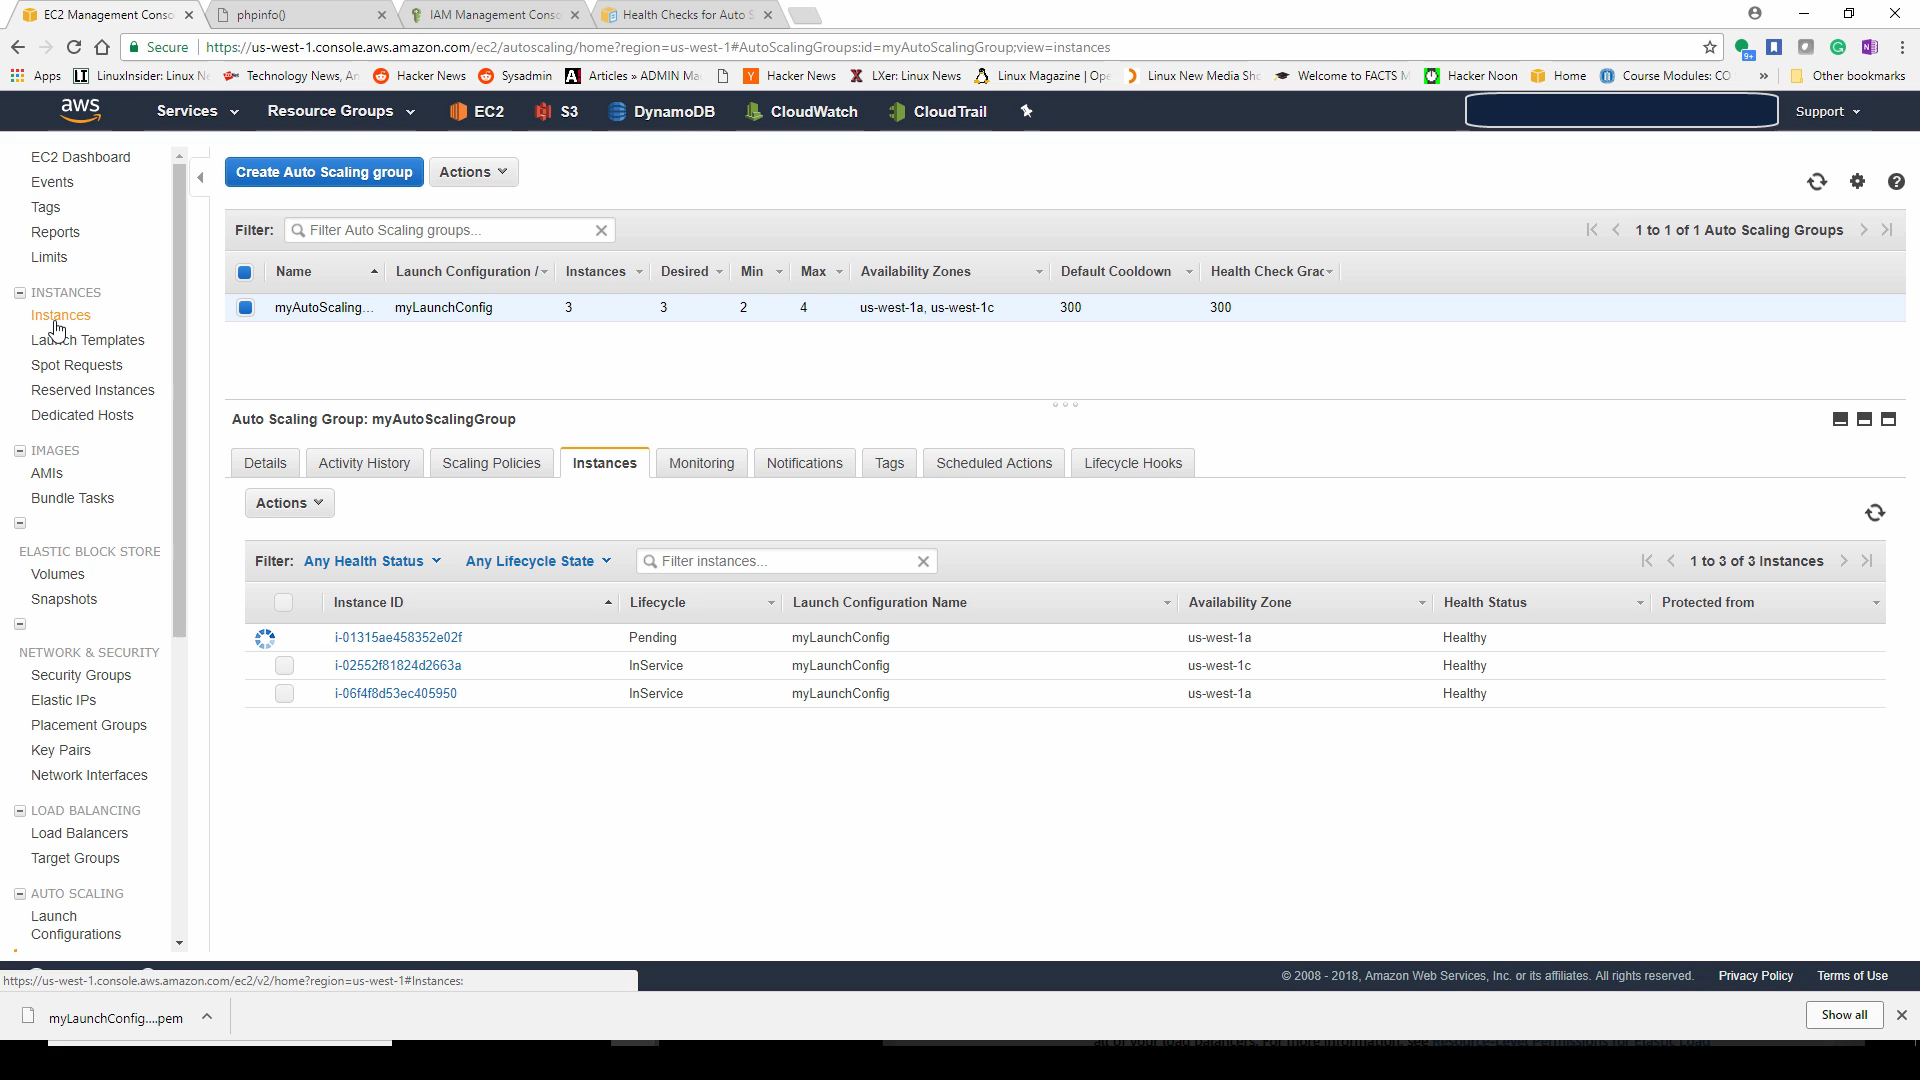 EC2 Management Conso
phpinfo()
IAM Management Conso
Health Checks for Auto S
Secure
https://us-west-1.console.aws.amazon.com/ec2/autoscaling/home?region=us-west-1#AutoScalingGroups:id=myAutoScalingGroup;view=instances
Apps
LinuxInsider: Linux Ne
Technology News, An
Hacker News
Sysadmin
Articles » ADMIN Ma
Hacker News
LXer: Linux News
Linux Magazine | Ope
Linux New Media Sho
Welcome to FACTS M
Hacker Noon
Home
Course Modules: CO
»
Other bookmarks
aws
Services
Resource Groups
EC2
S3
DynamoDB
CloudWatch
CloudTrail
Support
EC2 Dashboard
Events
Tags
Reports
Limits
INSTANCES
Instances
Launch Templates
Spot Requests
Reserved Instances
Dedicated Hosts
IMAGES
AMIs
Bundle Tasks
ELASTIC BLOCK STORE
Volumes
Snapshots
NETWORK & SECURITY
Security Groups
Elastic IPs
Placement Groups
Key Pairs
Network Interfaces
LOAD BALANCING
Load Balancers
Target Groups
AUTO SCALING
Launch
Configurations
Create Auto Scaling group
Actions
Filter:
Filter Auto Scaling groups...
1 to 1 of 1 Auto Scaling Groups
Name
Launch Configuration /
Instances
Desired
Min
Max
Availability Zones
Default Cooldown
Health Check Grac
myAutoScaling...
myLaunchConfig
3
3
2
4
us-west-1a, us-west-1c
300
300
Auto Scaling Group: myAutoScalingGroup
Details
Activity History
Scaling Policies
Instances
Monitoring
Notifications
Tags
Scheduled Actions
Lifecycle Hooks
Actions
Filter:
Any Health Status
Any Lifecycle State
Filter instances...
1 to 3 of 3 Instances
Instance ID
Lifecycle
Launch Configuration Name
Availability Zone
Health Status
Protected from
i-01315ae458352e02f
Pending
myLaunchConfig
us-west-1a
Healthy
i-02552f81824d2663a
InService
myLaunchConfig
us-west-1c
Healthy
i-06f4f8d53ec405950
InService
myLaunchConfig
us-west-1a
Healthy
https://us-west-1.console.aws.amazon.com/ec2/v2/home?region=us-west-1#Instances:
© 2008 - 2018, Amazon Web Services, Inc. or its affiliates. All rights reserved.
Privacy Policy
Terms of Use
myLaunchConfig....pem
Show all